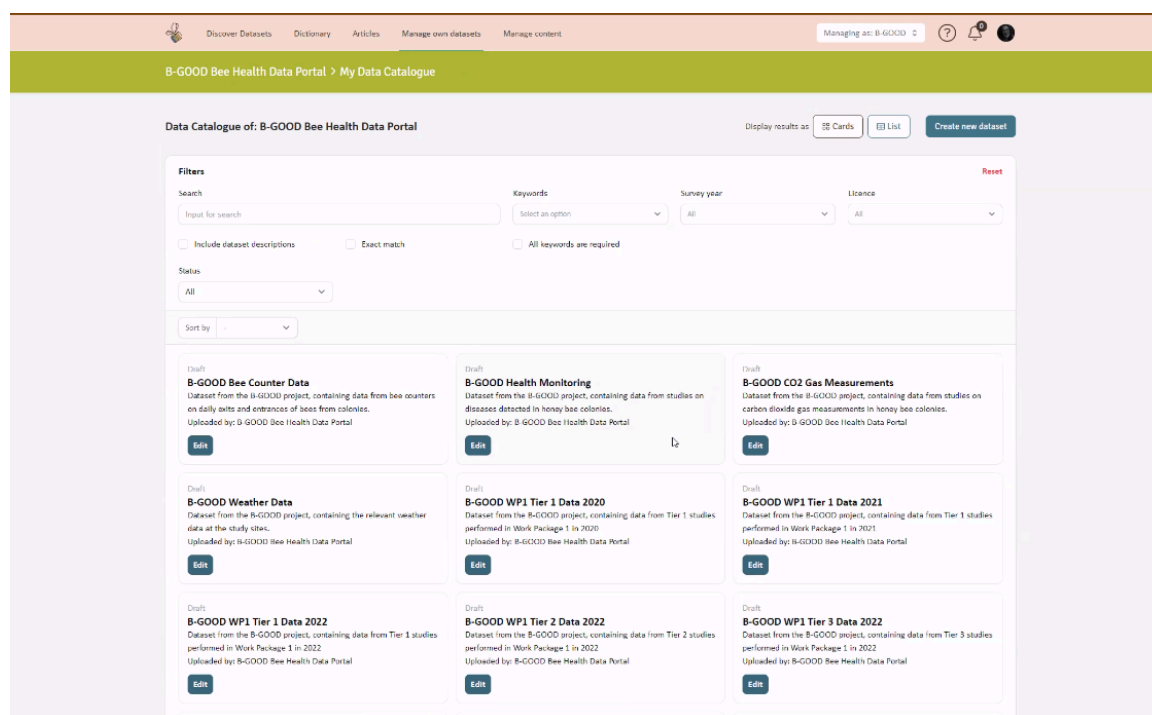 Discover Datasets Dictionary Articles Manage own datasets Manage content Managing as: B-GOOD ? 0
B-GOOD Bee Health Data Portal > My Data Catalogue
Data Catalogue of: B-GOOD Bee Health Data Portal Display results as Cards List Create new dataset
Filters Reset
Search Keywords Survey year Licence
Input for search Select an option All All
Include dataset descriptions Exact match All keywords are required
Status
All
Sort by -
Draft
B-GOOD Bee Counter Data
Dataset from the B-GOOD project, containing data from bee counters
on daily exits and entrances of bees from colonies.
Uploaded by: B-GOOD Bee Health Data Portal
Edit
Draft
B-GOOD Health Monitoring
Dataset from the B-GOOD project, containing data from studies on
diseases detected in honey bee colonies.
Uploaded by: B-GOOD Bee Health Data Portal
Edit
Draft
B-GOOD CO2 Gas Measurements
Dataset from the B-GOOD project, containing data from studies on
carbon dioxide gas measurements in honey bee colonies.
Uploaded by: B-GOOD Bee Health Data Portal
Edit
Draft
B-GOOD Weather Data
Dataset from the B-GOOD project, containing the relevant weather
data at the study sites.
Uploaded by: B-GOOD Bee Health Data Portal
Edit
Draft
B-GOOD WP1 Tier 1 Data 2020
Dataset from the B-GOOD project, containing data from Tier 1 studies
performed in Work Package 1 in 2020
Uploaded by: B-GOOD Bee Health Data Portal
Edit
Draft
B-GOOD WP1 Tier 1 Data 2021
Dataset from the B-GOOD project, containing data from Tier 1 studies
performed in Work Package 1 in 2021
Uploaded by: B-GOOD Bee Health Data Portal
Edit
Draft
B-GOOD WP1 Tier 1 Data 2022
Dataset from the B-GOOD project, containing data from Tier 1 studies
performed in Work Package 1 in 2022
Uploaded by: B-GOOD Bee Health Data Portal
Edit
Draft
B-GOOD WP1 Tier 2 Data 2022
Dataset from the B-GOOD project, containing data from Tier 2 studies
performed in Work Package 1 in 2022
Uploaded by: B-GOOD Bee Health Data Portal
Edit
Draft
B-GOOD WP1 Tier 3 Data 2022
Dataset from the B-GOOD project, containing data from Tier 3 studies
performed in Work Package 1 in 2022
Uploaded by: B-GOOD Bee Health Data Portal
Edit